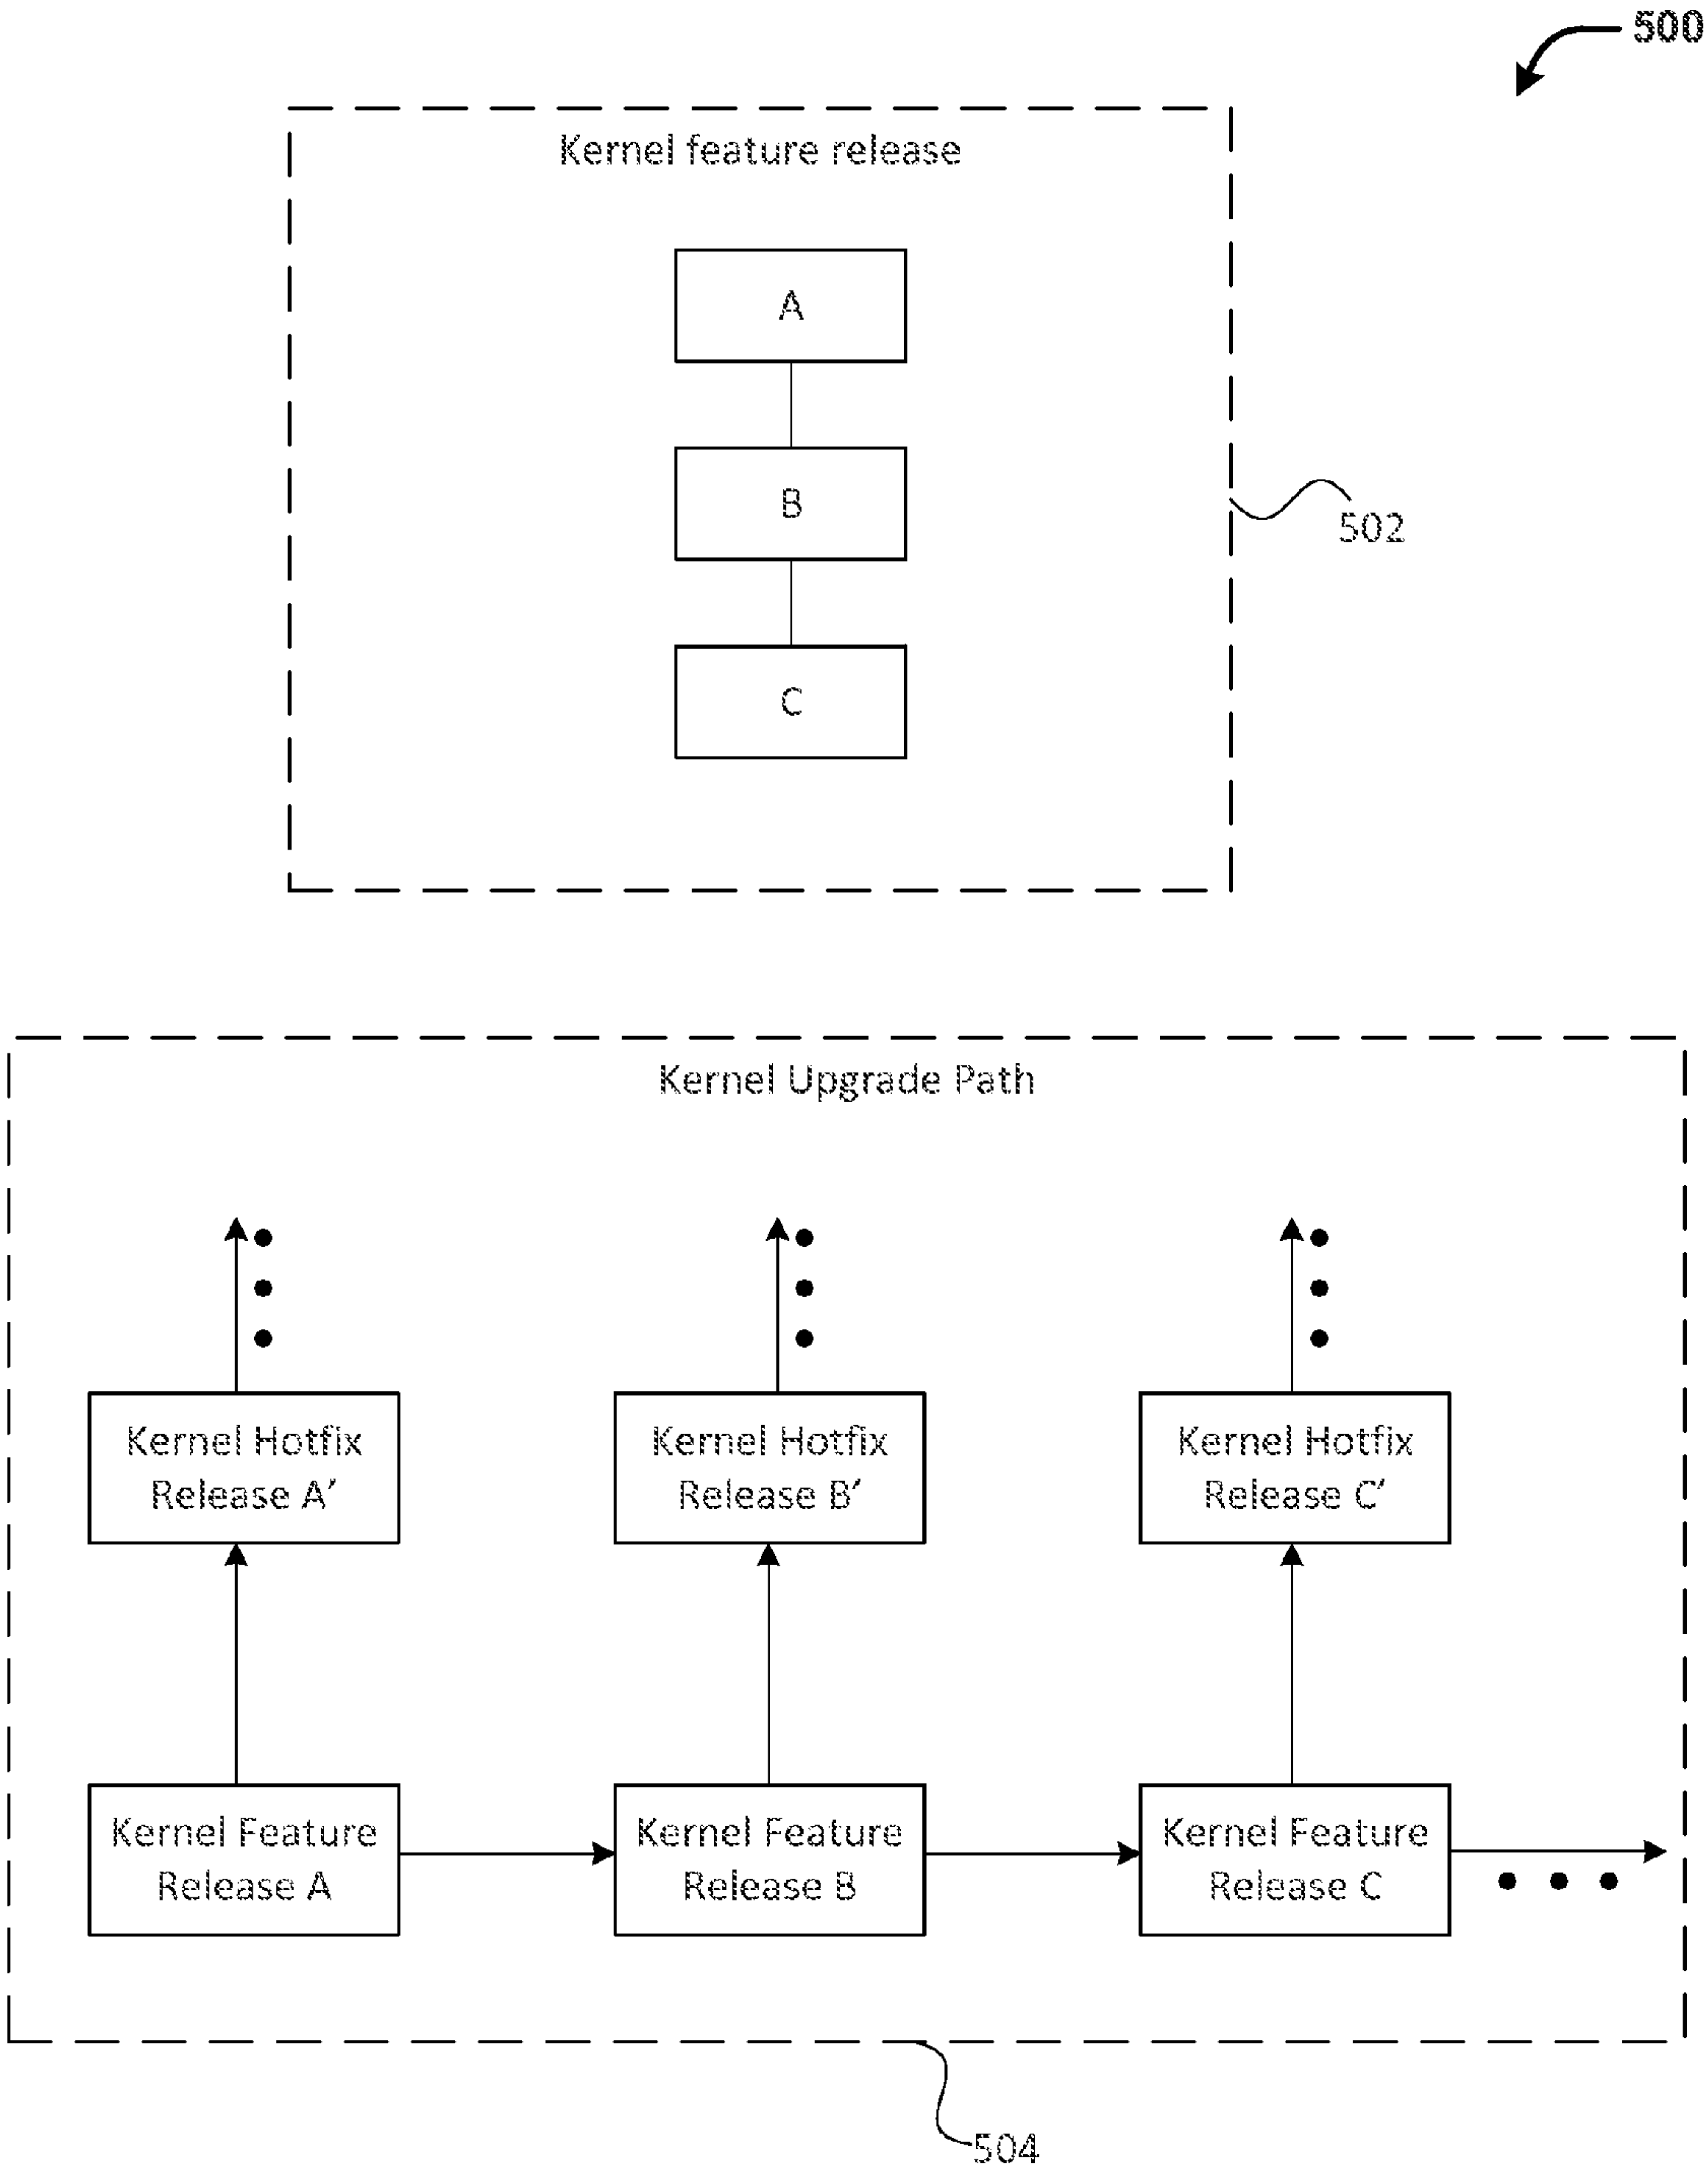 500
Kernel feature release
A
B
502
C
Kernel Upgrade Path
Kernel Hotfix
Release A’
Kernel Hotfix
Release B’
Kernel Hotfix
Release C’
Kernel Feature
Release A
Kernel Feature
Release B
Kernel Feature
Release C
504